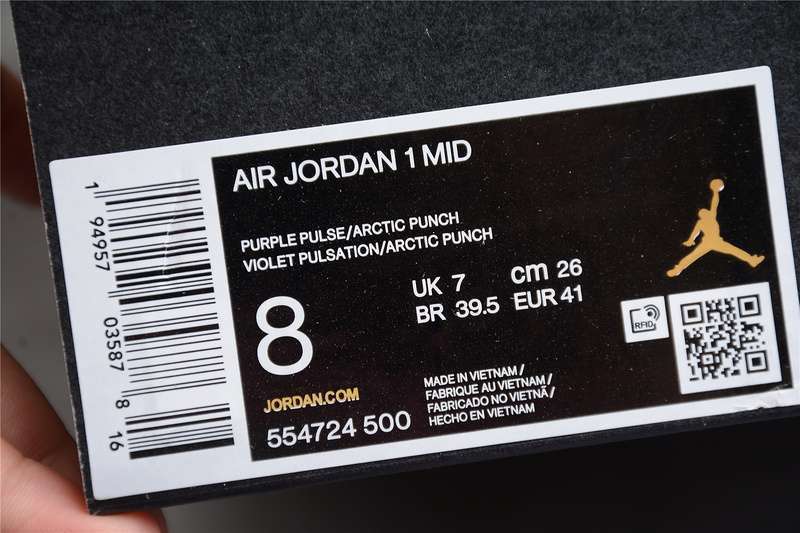 AIR JORDAN 1 MID
PURPLE PULSE/ARCTIC PUNCH
VIOLET PULSATION/ARCTIC PUNCH
8
UK 7 cm 26
BR 39.5 EUR 41
JORDAN.COM
554724 500
MADE IN VIETNAM/
FABRIQUE AU VIETNAM/
FABRICADO NO VIETNÃ/
HECHO EN VIETNAM
RFID
1 94957 03587 8 16